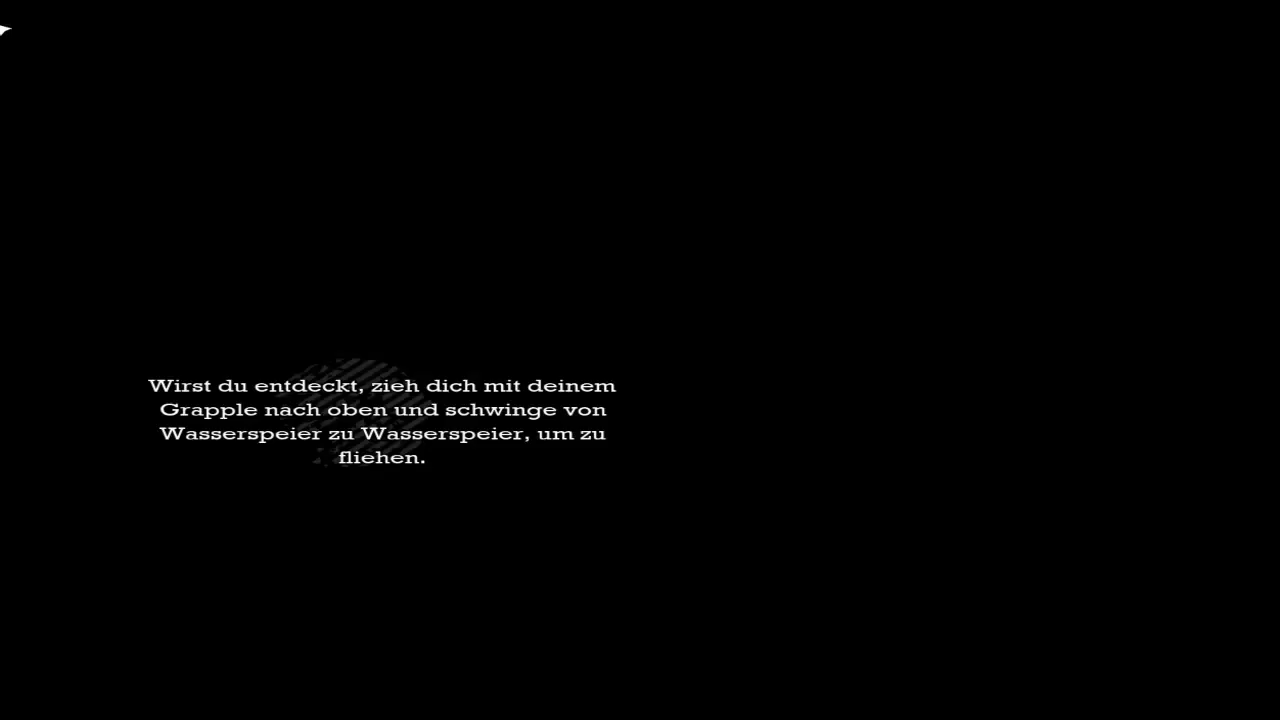 Wirst du entdeckt, zieh dich mit deinem
Grapple nach oben und schwinge von
Wasserspeier zu Wasserspeier, um zu
fliehen.